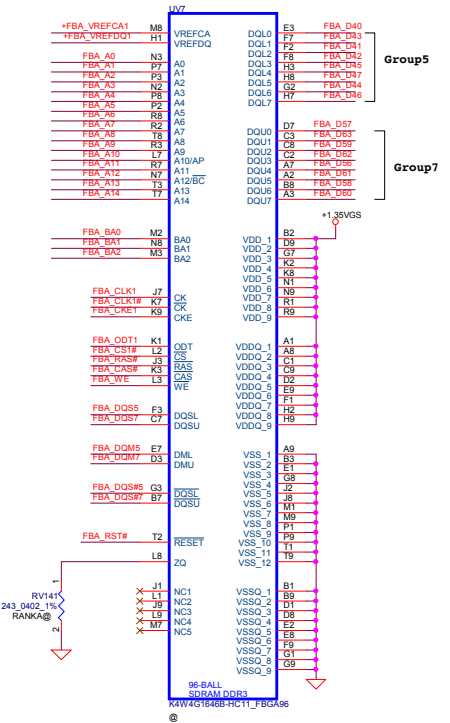 UV7
+FBA_VREFCA1 M8 VREFCA DQL0 E3 FBA_D40
+FBA_VREFDQ1 H1 VREFDQ DQL1 F7 FBA_D43
DQL2 F2 FBA_D41
FBA_A0 N3 A0 DQL3 F8 FBA_D42
FBA_A1 P7 A1 DQL4 H3 FBA_D45
FBA_A2 P3 A2 DQL5 H8 FBA_D47
FBA_A3 N2 A3 DQL6 G2 FBA_D44
FBA_A4 P8 A4 DQL7 H7 FBA_D46
Group5
FBA_A5 P2 A5
FBA_A6 R8 A6
FBA_A7 R2 A7 DQU0 D7 FBA_D57
FBA_A8 T8 A8 DQU1 C3 FBA_D63
FBA_A9 R3 A9 DQU2 C8 FBA_D59
FBA_A10 L7 A10/AP DQU3 C2 FBA_D62
FBA_A11 R7 A11 DQU4 A7 FBA_D56
FBA_A12 N7 A12/BC DQU5 A2 FBA_D61
FBA_A13 T3 A13 DQU6 B8 FBA_D58
FBA_A14 T7 A14 DQU7 A3 FBA_D60
Group7
+1.35VGS
FBA_BA0 M2 BA0 VDD_1 B2
FBA_BA1 N8 BA1 VDD_2 D9
FBA_BA2 M3 BA2 VDD_3 G7
VDD_4 K2
VDD_5 K8
VDD_6 N1
FBA_CLK1 J7 CK VDD_7 N9
FBA_CLK1# K7 CK VDD_8 R1
FBA_CKE1 K9 CKE VDD_9 R9
FBA_ODT1 K1 ODT VDDQ_1 A1
FBA_CS1# L2 CS VDDQ_2 A8
FBA_RAS# J3 RAS VDDQ_3 C1
FBA_CAS# K3 CAS VDDQ_4 C9
FBA_WE L3 WE VDDQ_5 D2
VDDQ_6 E9
VDDQ_7 F1
FBA_DQS5 F3 DQSL VDDQ_8 H2
FBA_DQS7 C7 DQSU VDDQ_9 H9
FBA_DQM5 E7 DML VSS_1 A9
FBA_DQM7 D3 DMU VSS_2 B3
VSS_3 E1
VSS_4 G8
FBA_DQS#5 G3 DQSL VSS_5 J2
FBA_DQS#7 B7 DQSU VSS_6 J8
VSS_7 M1
VSS_8 M9
VSS_9 P1
FBA_RST# T2 RESET VSS_10 P9
VSS_11 T1
L8 ZQ VSS_12 T9
1
RV141
243_0402_1%
RANKA@
2
J1 NC1 VSSQ_1 B1
L1 NC2 VSSQ_2 B9
J9 NC3 VSSQ_3 D1
L9 NC4 VSSQ_4 D8
M7 NC5 VSSQ_5 E2
VSSQ_6 E8
VSSQ_7 F9
VSSQ_8 G1
VSSQ_9 G9
96-BALL
SDRAM DDR3
K4W4G1646B-HC11_FBGA96
@